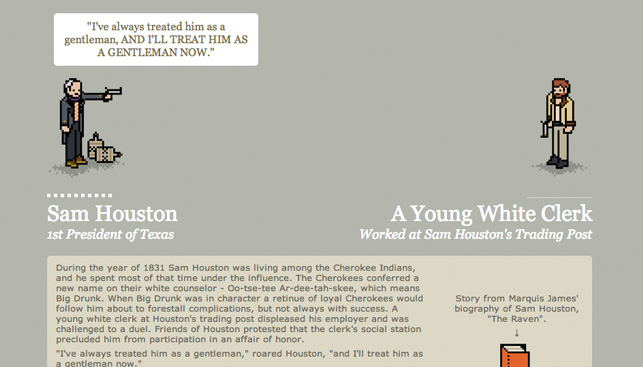 "I've always treated him as a
gentleman, AND I'LL TREAT HIM AS
A GENTLEMAN NOW."
Sam Houston
1st President of Texas
A Young White Clerk
Worked at Sam Houston's Trading Post
During the year of 1831 Sam Houston was living among the Cherokee Indians,
and he spent most of that time under the influence. The Cherokees conferred a
new name on their white counselor - Oo-tse-tee Ar-dee-tah-skee, which means
Big Drunk. When Big Drunk was in character a retinue of loyal Cherokees would
follow him about to forestall complications, but not always with success. A
young white clerk at Houston's trading post displeased his employer and was
challenged to a duel. Friends of Houston protested that the clerk's social station
precluded him from participation in an affair of honor.
"I've always treated him as a gentleman," roared Houston, "and I'll treat him as
a gentleman now."
Story from Marquis James'
biography of Sam Houston,
"The Raven".
↓